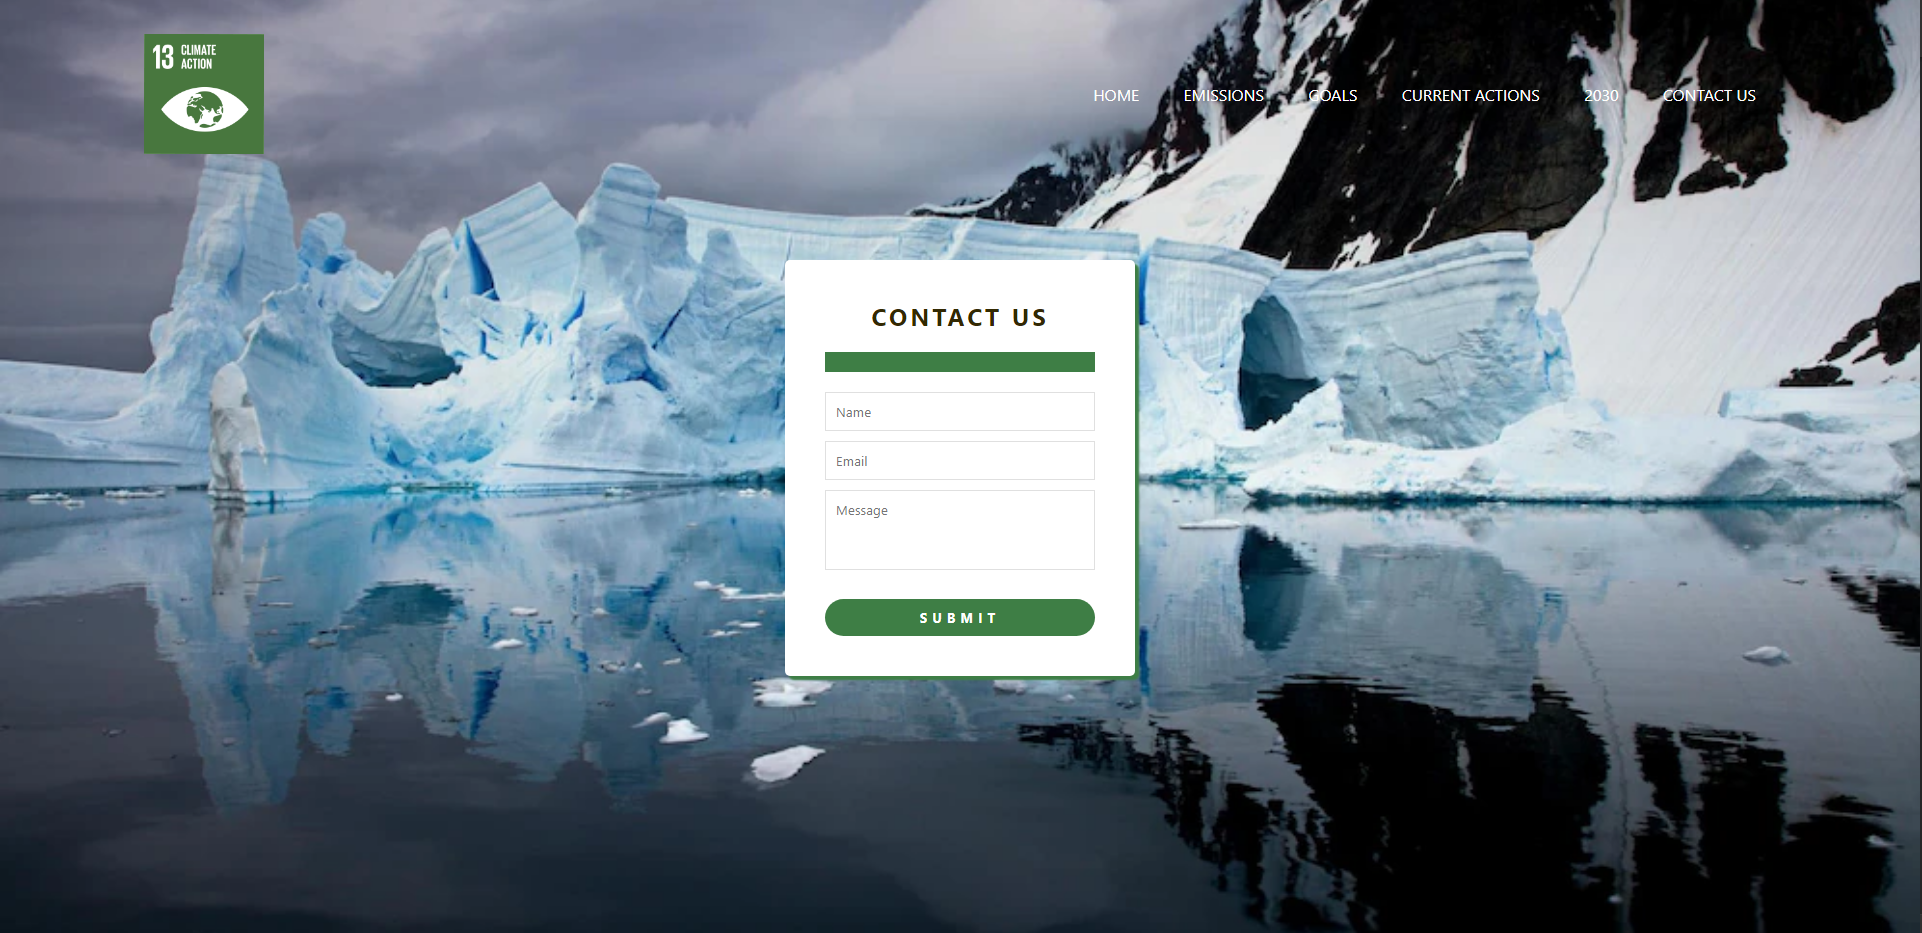 13 CLIMATE
ACTION
HOME EMISSIONS GOALS CURRENT ACTIONS 2030 CONTACT US
CONTACT US
Name
Email
Message
SUBMIT